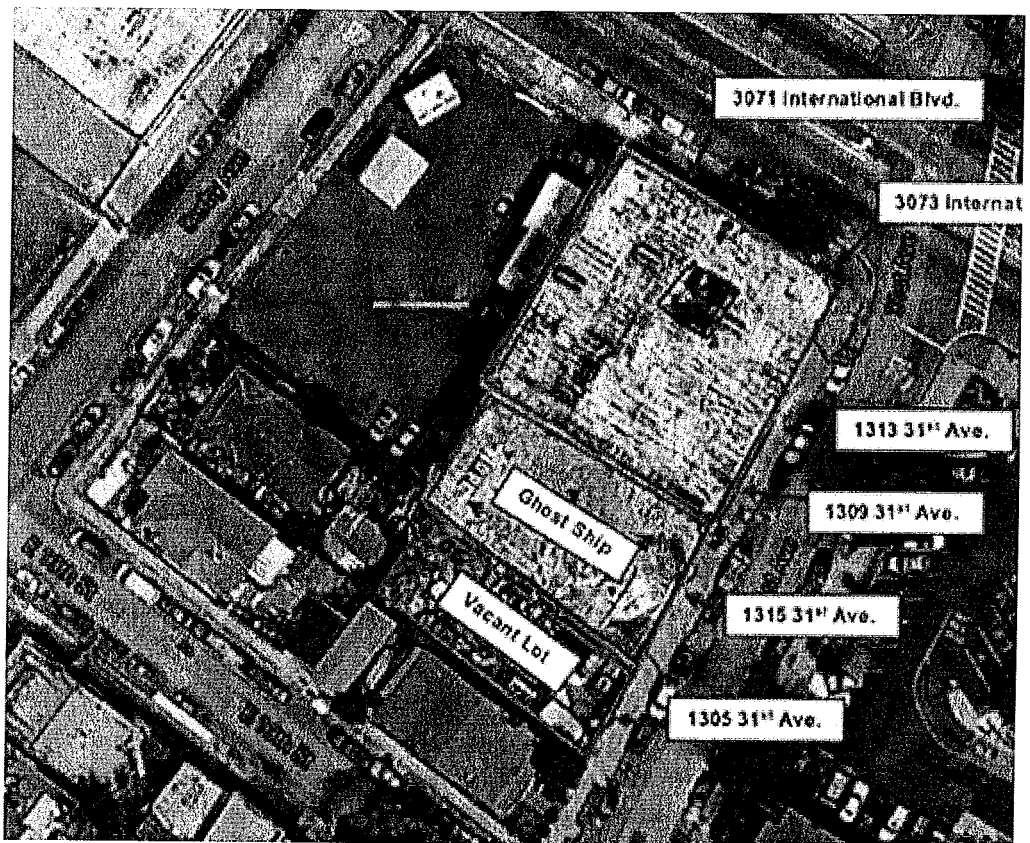 3071 International Blvd.
3073 Internat
1313 31st Ave.
1309 31st Ave.
Ghost Ship
1315 31st Ave.
Vacant Lot
1305 31st Ave.